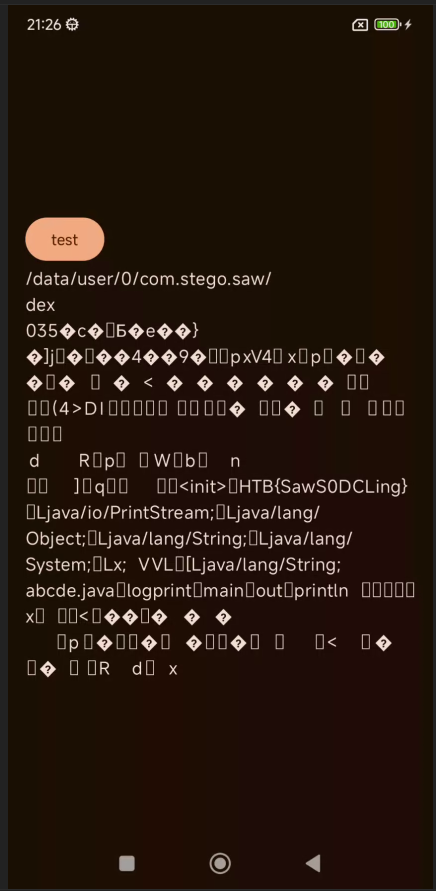 21:26
100
test
/data/user/0/com.stego.saw/
dex
035�c�▯Б�e��}
�]j▯�▯��4��9�▯▯pxV4▯ x▯p▯�▯�
�▯� ▯ � < � � � � � � ▯▯
▯▯(4>DI▯▯▯▯▯ ▯▯▯▯� ▯▯� ▯ ▯ ▯▯▯
▯▯▯
d R▯p▯ ▯W▯b▯ n
▯▯ ]▯q▯▯ ▯▯<init>▯HTB{SawS0DCLing}
▯Ljava/io/PrintStream;▯Ljava/lang/
Object;▯Ljava/lang/String;▯Ljava/lang/
System;▯Lx; VVL▯[Ljava/lang/String;
abcde.java▯logprint▯main▯out▯println ▯▯▯▯▯
x▯ ▯▯<▯��▯� � �
▯p▯�▯▯�▯ �▯▯�▯ ▯ ▯< ▯�
▯� ▯ ▯R d▯ x